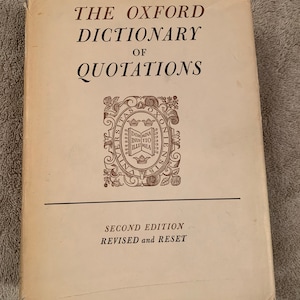 THE OXFORD
DICTIONARY
OF
QUOTATIONS
SECOND EDITION
REVISED and RESET